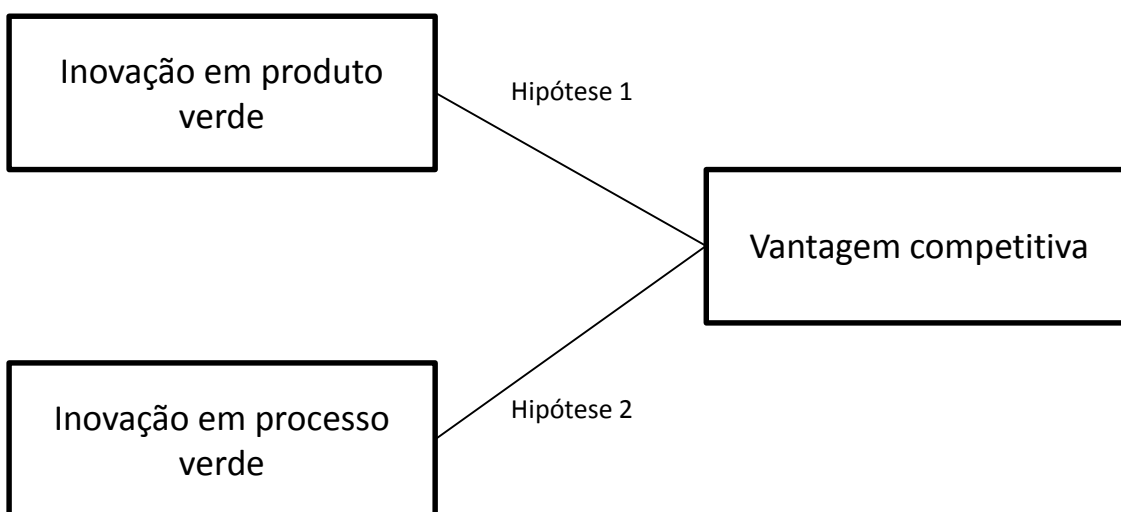 Inovação em produto
verde
Hipótese 1
Vantagem competitiva
Inovação em processo
verde
Hipótese 2